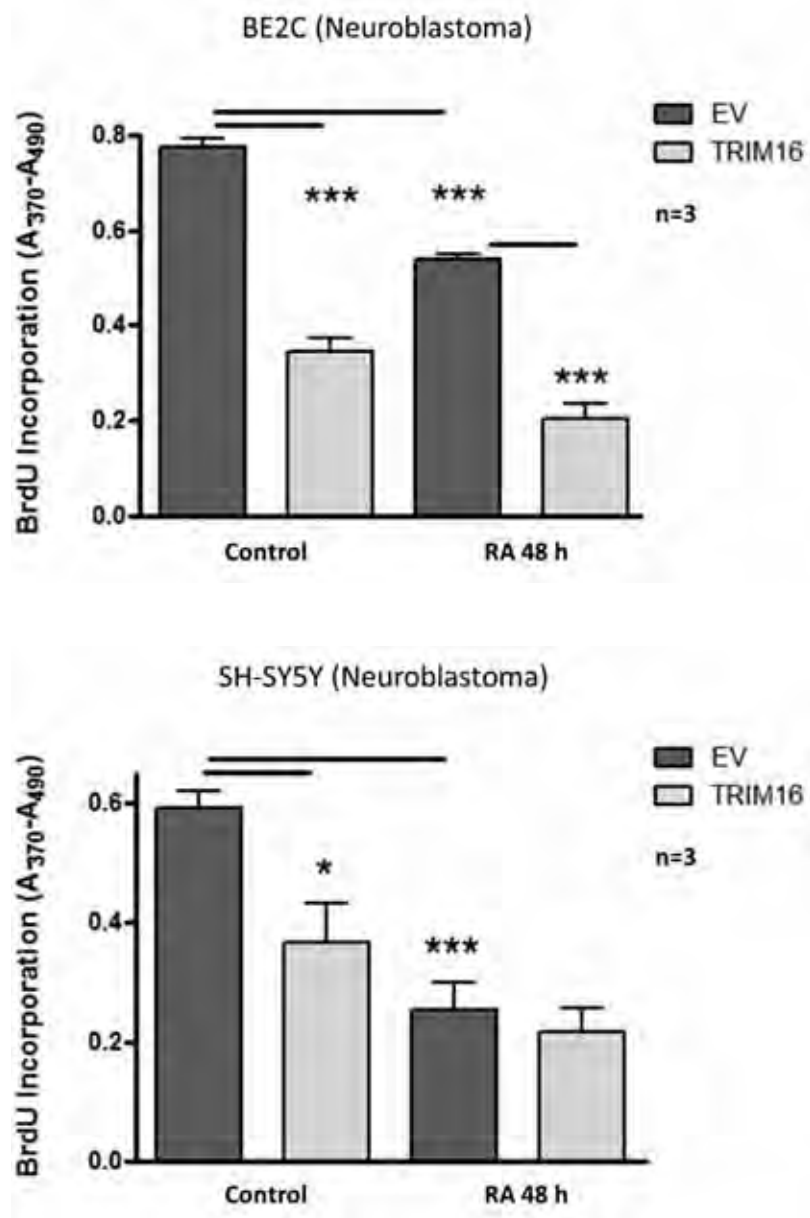 BE2C (Neuroblastoma)
BrdU Incorporation (A370-A490)
0.8
0.6
0.4
0.2
0.0
***
***
***
EV
TRIM16
n=3
Control
RA 48 h
SH-SY5Y (Neuroblastoma)
BrdU Incorporation (A370-A490)
0.6
0.4
0.2
0.0
*
***
EV
TRIM16
n=3
Control
RA 48 h